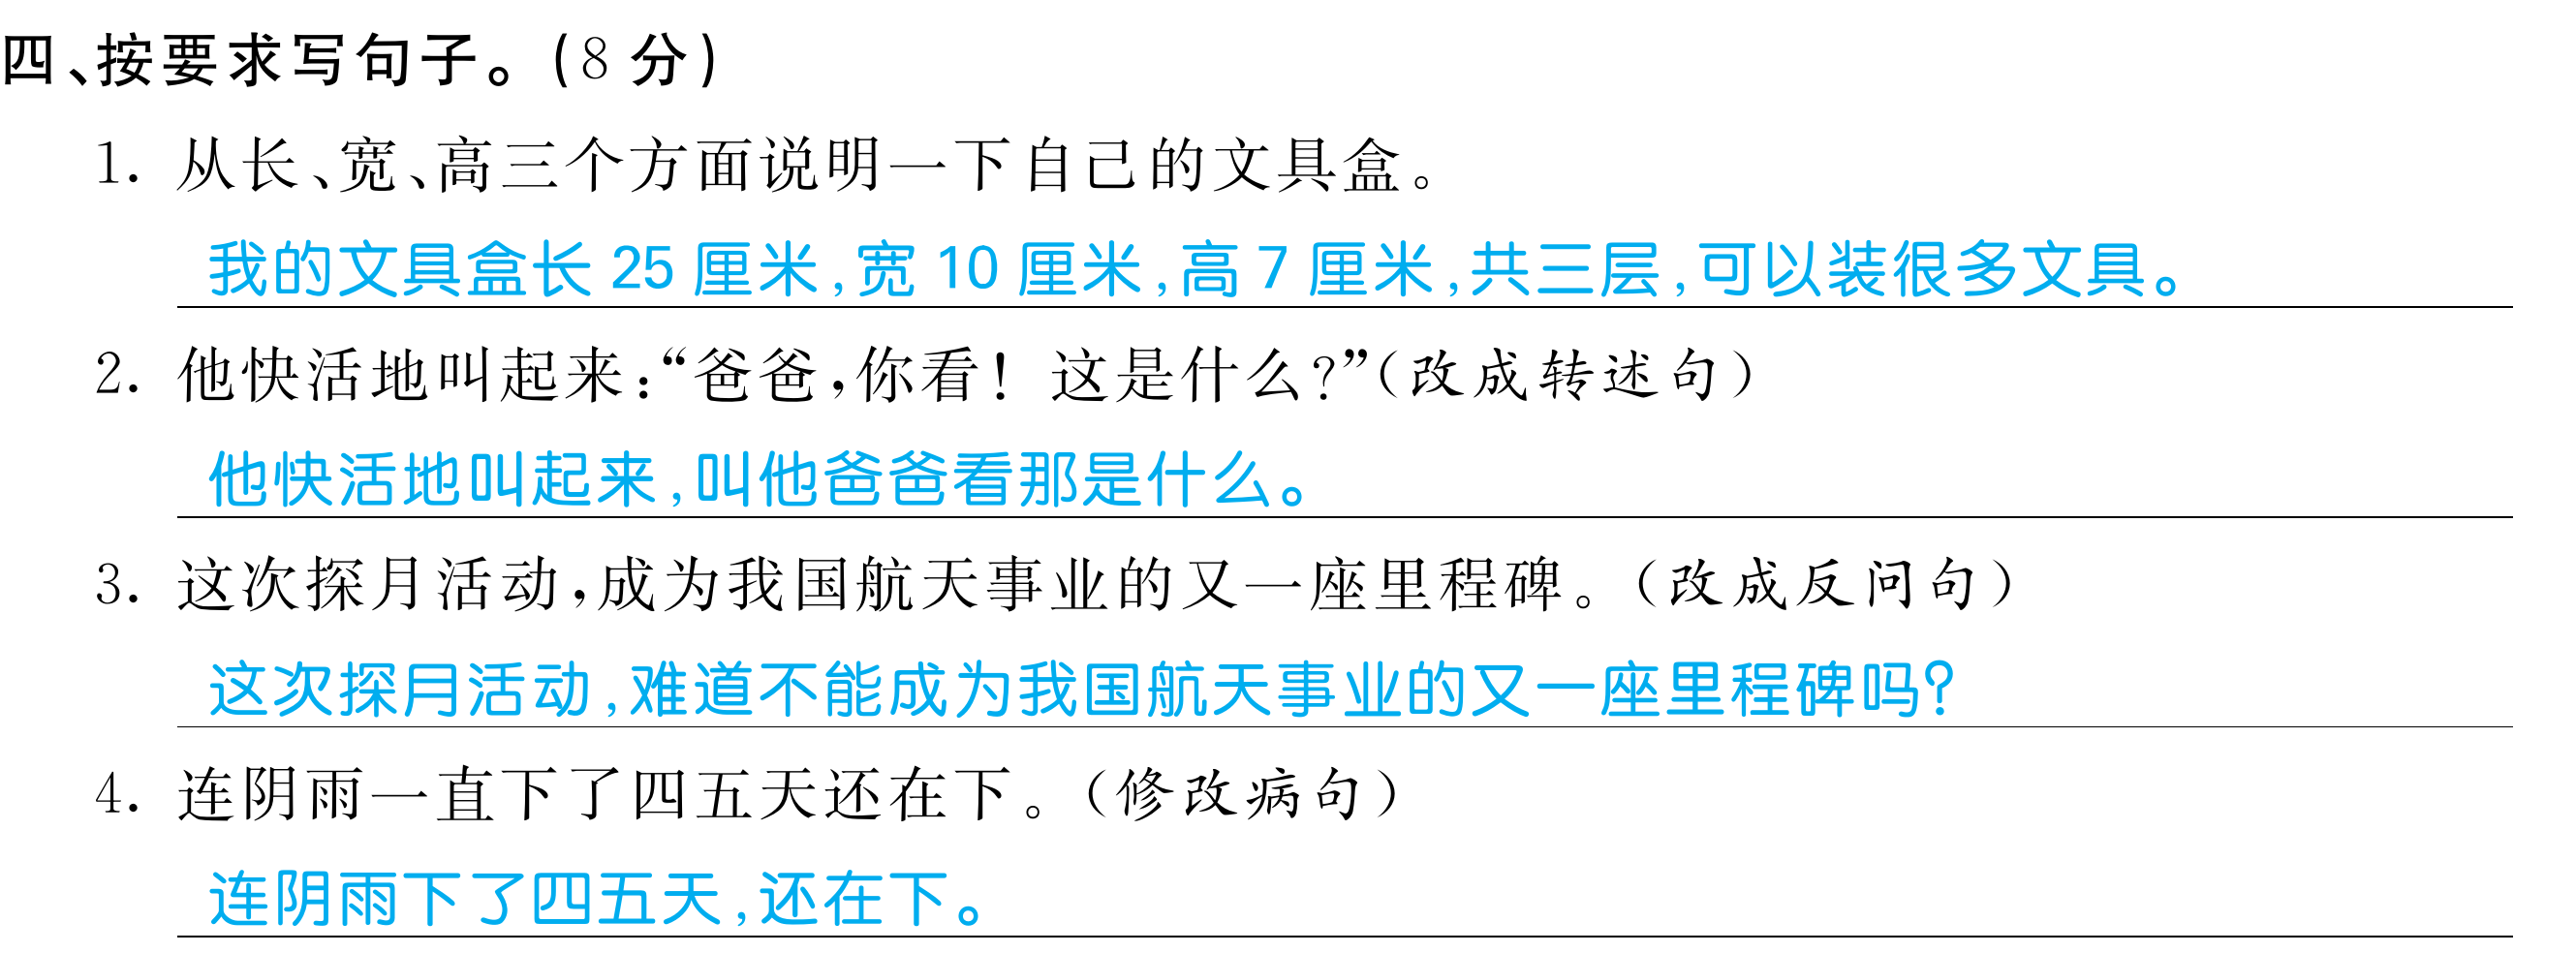 四、按要求写句子。(8 分)
1. 从长、宽、高三个方面说明一下自己的文具盒。
我的文具盒长 25 厘米,宽 10 厘米,高 7 厘米,共三层,可以装很多文具。
2. 他快活地叫起来:“爸爸,你看! 这是什么?”(改成转述句)
他快活地叫起来,叫他爸爸看那是什么。
3. 这次探月活动,成为我国航天事业的又一座里程碑。(改成反问句)
这次探月活动,难道不能成为我国航天事业的又一座里程碑吗?
4. 连阴雨一直下了四五天还在下。(修改病句)
连阴雨下了四五天,还在下。